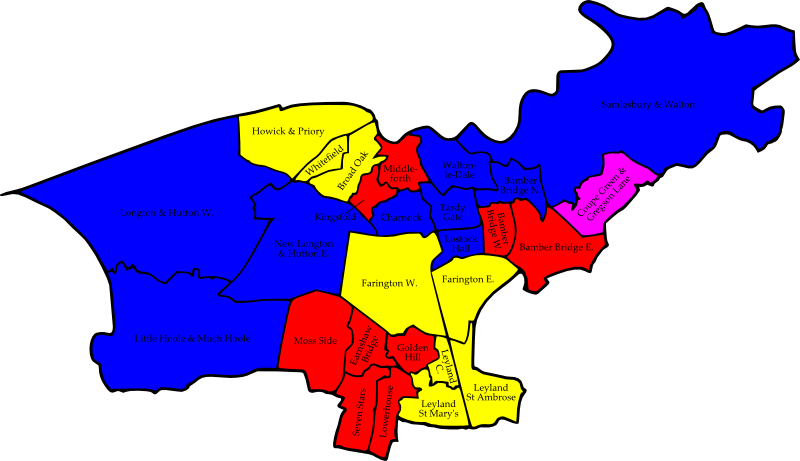 Samlesbury & Walton
Howick & Priory
Whitefield
Broad Oak
Middle-
forth
Walton
le-Dale
Bamber
Bridge N.
Coupe Green &
Gregson Lane
Longton & Hutton W.
Kingsfold
Charnock
Tardy
Gate
Bamber
Bridge W.
Bamber Bridge E.
New Longton
& Hutton E.
Lostock
Hall
Farington W.
Farington E.
Little Hoole & Much Hoole
Moss Side
Earnshaw
Bridge
Golden
Hill
Leyland
C.
Seven Stars
Lowerhouse
Leyland
St Mary's
Leyland
St Ambrose